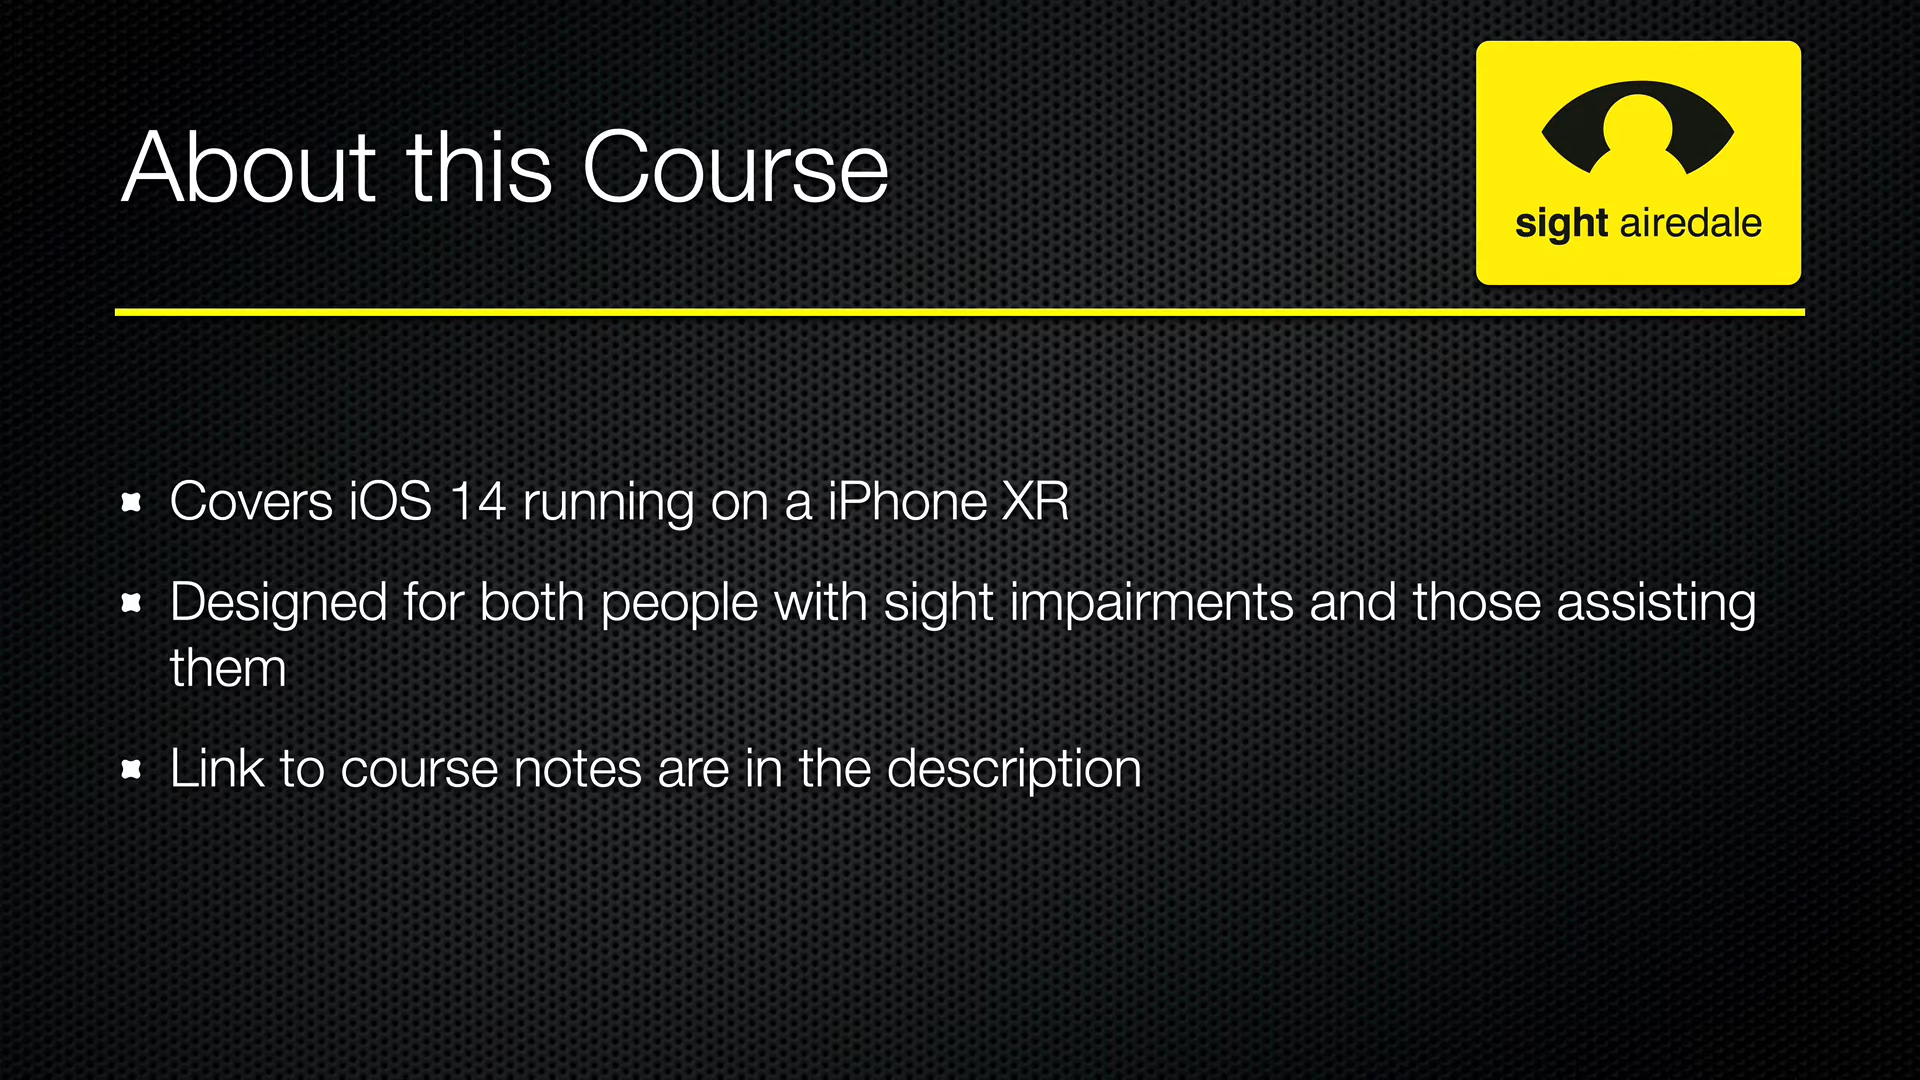 About this Course
sight airedale
Covers iOS 14 running on a iPhone XR
Designed for both people with sight impairments and those assisting
them
Link to course notes are in the description